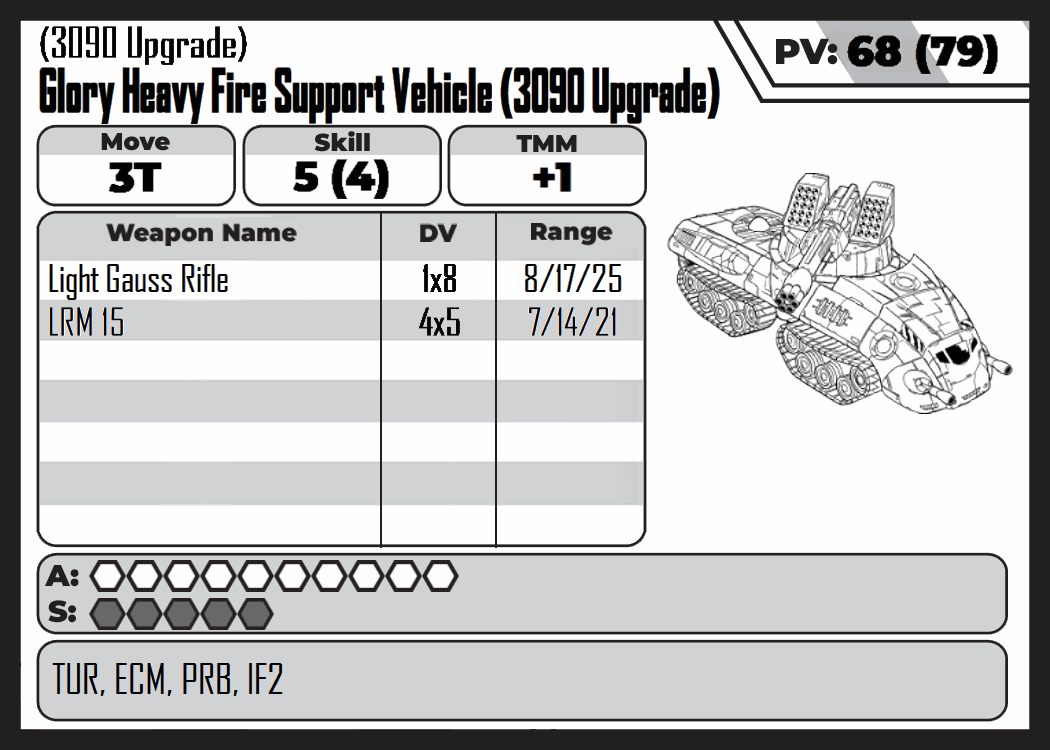 (3090 Upgrade)
PV: 68 (79)
Glory Heavy Fire Support Vehicle (3090 Upgrade)
Move Skill TMM
3T 5 (4) +1
Weapon Name DV Range
Light Gauss Rifle 1x8 8/17/25
LRM 15 4x5 7/14/21
A:
S:
TUR, ECM, PRB, IF2